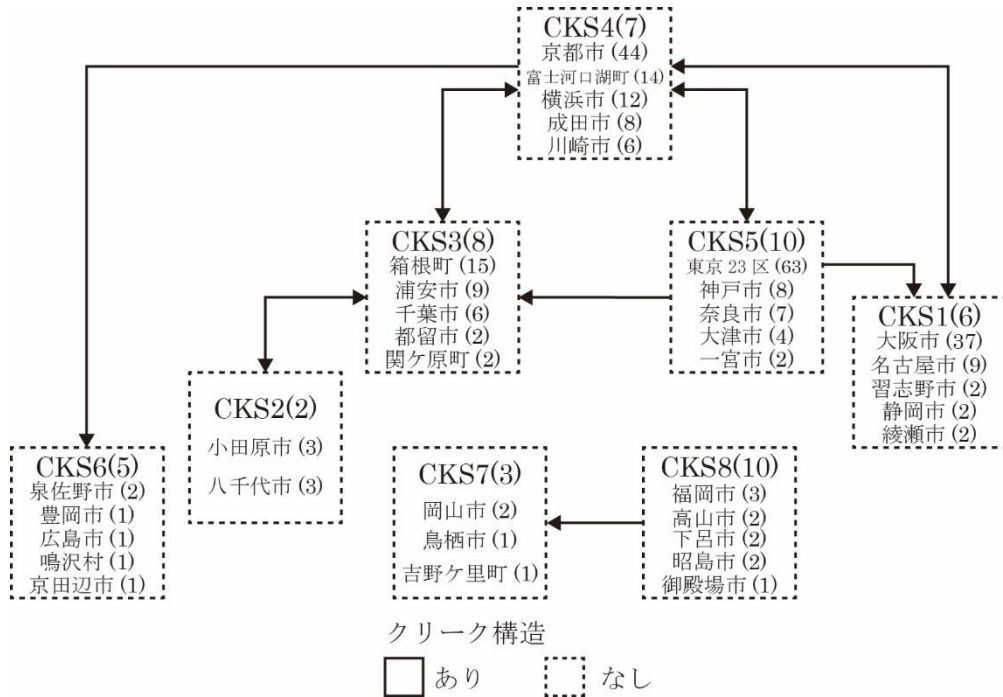 CKS4(7)
京都市 (44)
富士河口湖町 (14)
横浜市 (12)
成田市 (8)
川崎市 (6)
CKS3(8)
箱根町 (15)
浦安市 (9)
千葉市 (6)
都留市 (2)
関ケ原町 (2)
CKS5(10)
東京 23 区 (63)
神戸市 (8)
奈良市 (7)
大津市 (4)
一宮市 (2)
CKS1(6)
大阪市 (37)
名古屋市 (9)
習志野市 (2)
静岡市 (2)
綾瀬市 (2)
CKS2(2)
小田原市 (3)
八千代市 (3)
CKS6(5)
泉佐野市 (2)
豊岡市 (1)
広島市 (1)
鳴沢村 (1)
京田辺市 (1)
CKS7(3)
岡山市 (2)
鳥栖市 (1)
吉野ケ里町 (1)
CKS8(10)
福岡市 (3)
高山市 (2)
下呂市 (2)
昭島市 (2)
御殿場市 (1)
クリーク構造
あり
なし